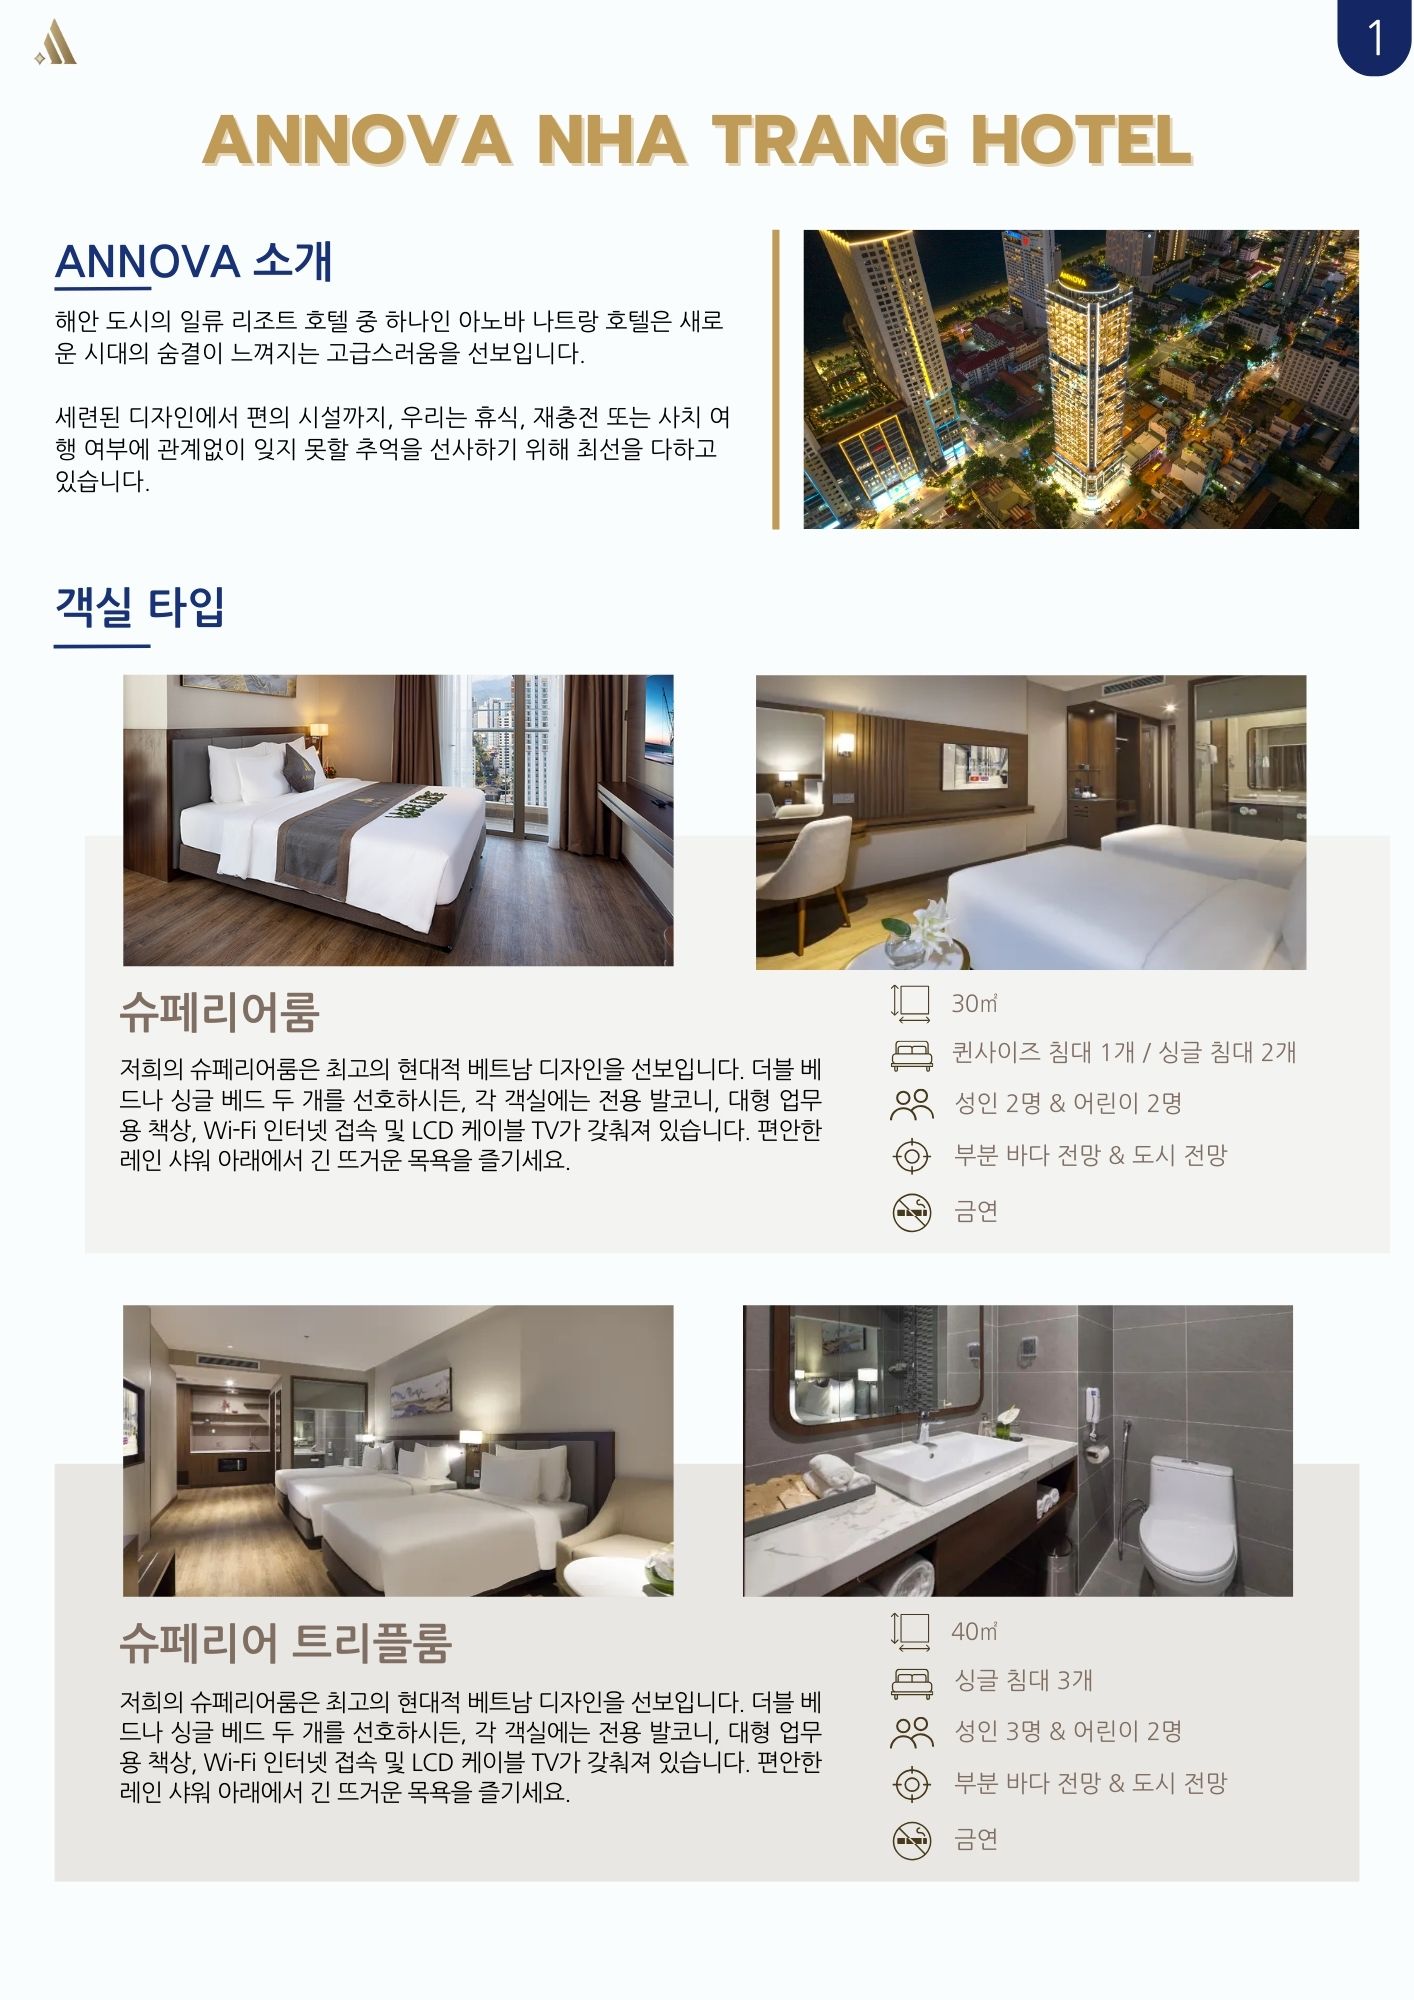 1
ANNOVA NHA TRANG HOTEL
ANNOVA 소개
해안 도시의 일류 리조트 호텔 중 하나인 아노바 나트랑 호텔은 새로
운 시대의 숨결이 느껴지는 고급스러움을 선보입니다.
세련된 디자인에서 편의 시설까지, 우리는 휴식, 재충전 또는 사치 여
행 여부에 관계없이 잊지 못할 추억을 선사하기 위해 최선을 다하고
있습니다.
ANNOVA
객실 타입
슈페리어룸
저희의 슈페리어룸은 최고의 현대적 베트남 디자인을 선보입니다. 더블 베
드나 싱글 베드 두 개를 선호하시든, 각 객실에는 전용 발코니, 대형 업무
용 책상, Wi-Fi 인터넷 접속 및 LCD 케이블 TV가 갖춰져 있습니다. 편안한
레인 샤워 아래에서 긴 뜨거운 목욕을 즐기세요.
30㎡
퀸사이즈 침대 1개 / 싱글 침대 2개
성인 2명 & 어린이 2명
부분 바다 전망 & 도시 전망
금연
슈페리어 트리플룸
저희의 슈페리어룸은 최고의 현대적 베트남 디자인을 선보입니다. 더블 베
드나 싱글 베드 두 개를 선호하시든, 각 객실에는 전용 발코니, 대형 업무
용 책상, Wi-Fi 인터넷 접속 및 LCD 케이블 TV가 갖춰져 있습니다. 편안한
레인 샤워 아래에서 긴 뜨거운 목욕을 즐기세요.
40㎡
싱글 침대 3개
성인 3명 & 어린이 2명
부분 바다 전망 & 도시 전망
금연